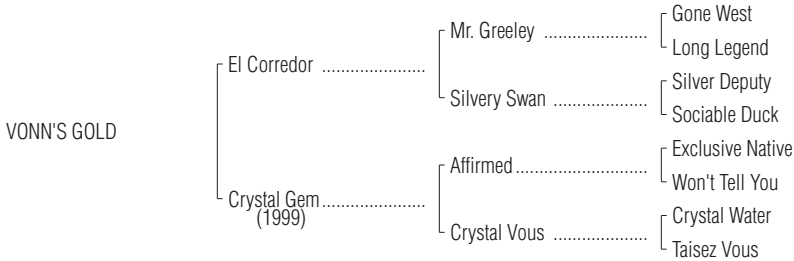 Gone West
Mr. Greeley ......................
Long Legend
El Corredor ......................
Silver Deputy
Silvery Swan ....................
Sociable Duck
VONN'S GOLD
Exclusive Native
Affirmed ......................
Won't Tell You
Crystal Gem ......................
(1999)
Crystal Water
Crystal Vous ....................
Taisez Vous